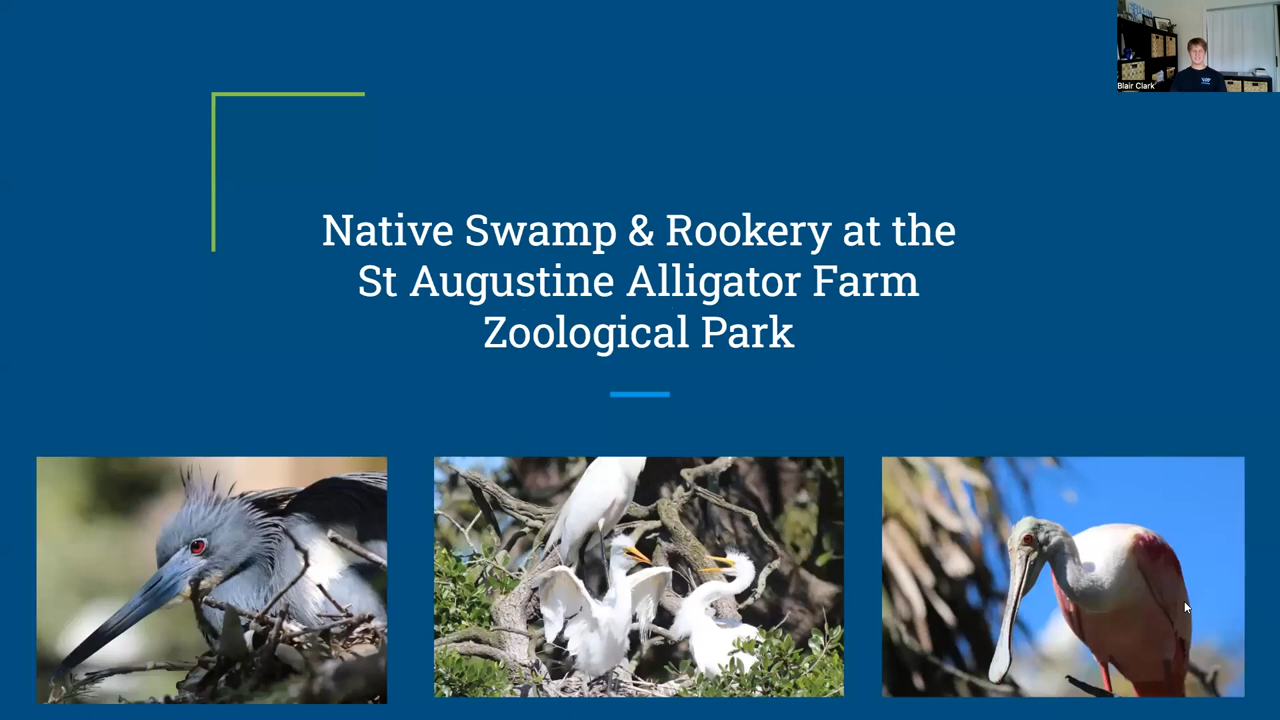 Blair Clark
Native Swamp & Rookery at the
St Augustine Alligator Farm
Zoological Park